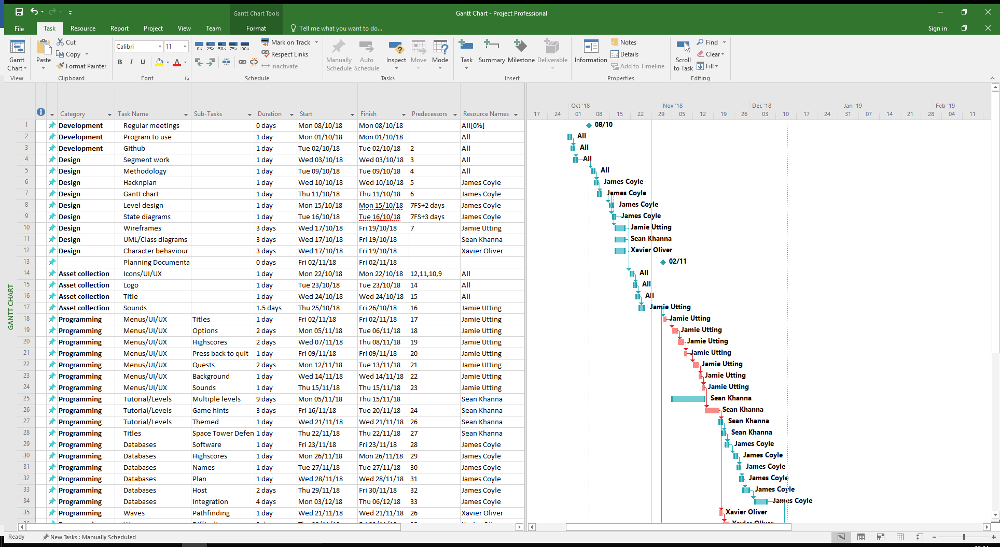 Gantt Chart Tools
Gantt Chart - Project Professional
File Task Resource Report Project View Team Format Tell me what you want to do... Sign in
Gantt Chart
View
Paste
Cut
Copy
Format Painter
Clipboard
Calibri 11
B I U A
Font
0% 25% 50% 75% 100%
Mark on Track
Respect Links
Inactivate
Schedule
Manually Schedule
Auto Schedule
Inspect
Move
Mode
Tasks
Task
Summary
Milestone
Deliverable
Insert
Information
Notes
Details
Add to Timeline
Properties
Scroll to Task
Find
Clear
Fill
Editing
GANTT CHART
Category Task Name Sub-Tasks Duration Start Finish Predecessors Resource Names
1 Development Regular meetings 0 days Mon 08/10/18 Mon 08/10/18 All[0%]
2 Development Program to use 1 day Mon 01/10/18 Mon 01/10/18 All
3 Development Github 1 day Tue 02/10/18 Tue 02/10/18 2 All
4 Design Segment work 1 day Wed 03/10/18 Wed 03/10/18 3 All
5 Design Methodology 1 day Tue 09/10/18 Tue 09/10/18 4 All
6 Design Hacknplan 1 day Wed 10/10/18 Wed 10/10/18 5 James Coyle
7 Design Gantt chart 1 day Thu 11/10/18 Thu 11/10/18 6 James Coyle
8 Design Level design 1 day Mon 15/10/18 Mon 15/10/18 7FS+2 days James Coyle
9 Design State diagrams 1 day Tue 16/10/18 Tue 16/10/18 7FS+3 days James Coyle
10 Design Wireframes 3 days Wed 17/10/18 Fri 19/10/18 7 Jamie Utting
11 Design UML/Class diagrams 3 days Wed 17/10/18 Fri 19/10/18 Sean Khanna
12 Design Character behaviour 3 days Wed 17/10/18 Fri 19/10/18 Xavier Oliver
13 Planning Documenta 0 days Fri 02/11/18 Fri 02/11/18
14 Asset collection Icons/UI/UX 1 day Mon 22/10/18 Mon 22/10/18 12,11,10,9 All
15 Asset collection Logo 1 day Tue 23/10/18 Tue 23/10/18 14 All
16 Asset collection Title 1 day Wed 24/10/18 Wed 24/10/18 15 All
17 Asset collection Sounds 1.5 days Thu 25/10/18 Fri 26/10/18 16 Jamie Utting
18 Programming Menus/UI/UX Titles 1 day Fri 02/11/18 Fri 02/11/18 17 Jamie Utting
19 Programming Menus/UI/UX Options 2 days Mon 05/11/18 Tue 06/11/18 18 Jamie Utting
20 Programming Menus/UI/UX Highscores 2 days Wed 07/11/18 Thu 08/11/18 19 Jamie Utting
21 Programming Menus/UI/UX Press back to quit 1 day Fri 09/11/18 Fri 09/11/18 20 Jamie Utting
22 Programming Menus/UI/UX Quests 2 days Mon 12/11/18 Tue 13/11/18 21 Jamie Utting
23 Programming Menus/UI/UX Background 1 day Wed 14/11/18 Wed 14/11/18 22 Jamie Utting
24 Programming Menus/UI/UX Sounds 1 day Thu 15/11/18 Thu 15/11/18 23 Jamie Utting
25 Programming Tutorial/Levels Multiple levels 9 days Mon 05/11/18 Thu 15/11/18 Sean Khanna
26 Programming Tutorial/Levels Game hints 3 days Fri 16/11/18 Tue 20/11/18 24 Sean Khanna
27 Programming Tutorial/Levels Themed 1 day Wed 21/11/18 Wed 21/11/18 26 Sean Khanna
28 Programming Titles Space Tower Defen 1 day Thu 22/11/18 Thu 22/11/18 27 Sean Khanna
29 Programming Databases Software 1 day Fri 23/11/18 Fri 23/11/18 28 James Coyle
30 Programming Databases Highscores 1 day Mon 26/11/18 Mon 26/11/18 29 James Coyle
31 Programming Databases Names 1 day Tue 27/11/18 Tue 27/11/18 30 James Coyle
32 Programming Databases Plan 1 day Wed 28/11/18 Wed 28/11/18 31 James Coyle
33 Programming Databases Host 2 days Thu 29/11/18 Fri 30/11/18 32 James Coyle
34 Programming Databases Integration 4 days Mon 03/12/18 Thu 06/12/18 33 James Coyle
35 Programming Waves Pathfinding 1 day Wed 21/11/18 Wed 21/11/18 26 Xavier Oliver
Oct '18 Nov '18 Dec '18 Jan '19 Feb '19
17 24 01 08 15 22 29 05 12 19 26 03 10 17 24 31 07 14 21 28 04 11
08/10
All
All
All
All
James Coyle
James Coyle
James Coyle
James Coyle
Jamie Utting
Sean Khanna
Xavier Oliver
02/11
All
All
All
Jamie Utting
Jamie Utting
Jamie Utting
Jamie Utting
Jamie Utting
Jamie Utting
Jamie Utting
Jamie Utting
Sean Khanna
Sean Khanna
Sean Khanna
Sean Khanna
James Coyle
James Coyle
James Coyle
James Coyle
James Coyle
James Coyle
Xavier Oliver
Ready New Tasks : Manually Scheduled